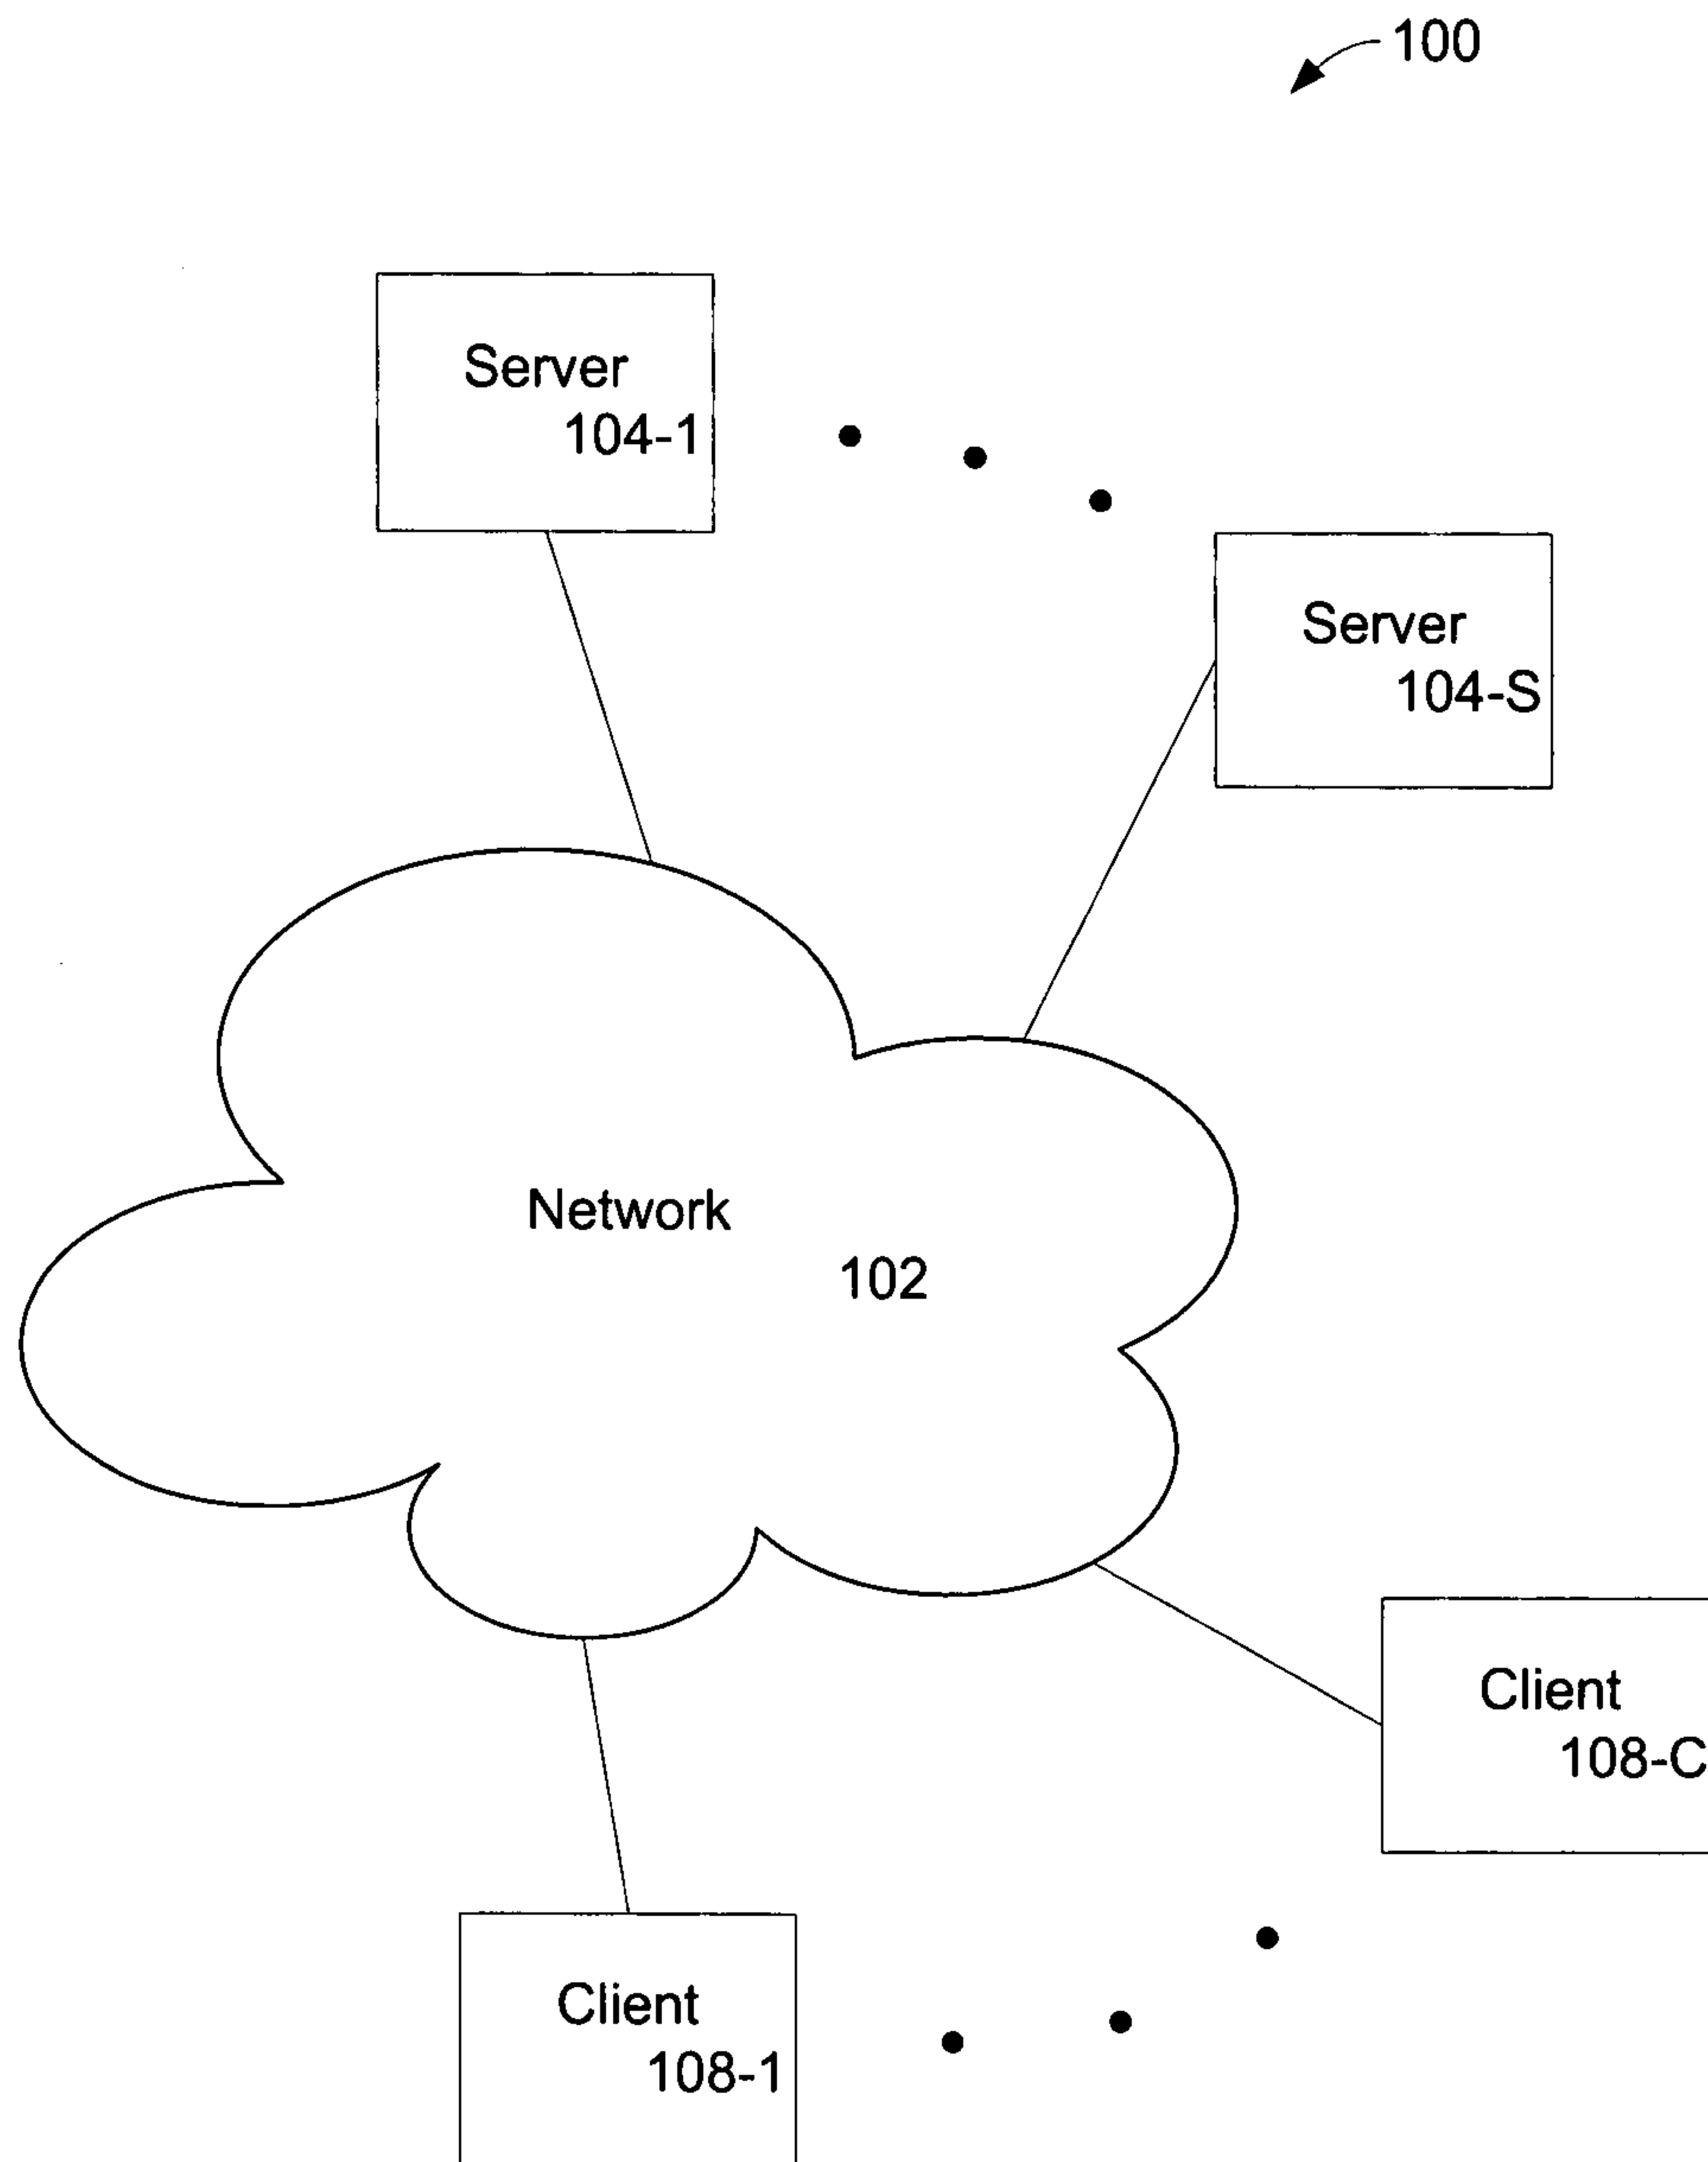 100
Server
104-1
Server
104-S
Network
102
Client
108-C
Client
108-1